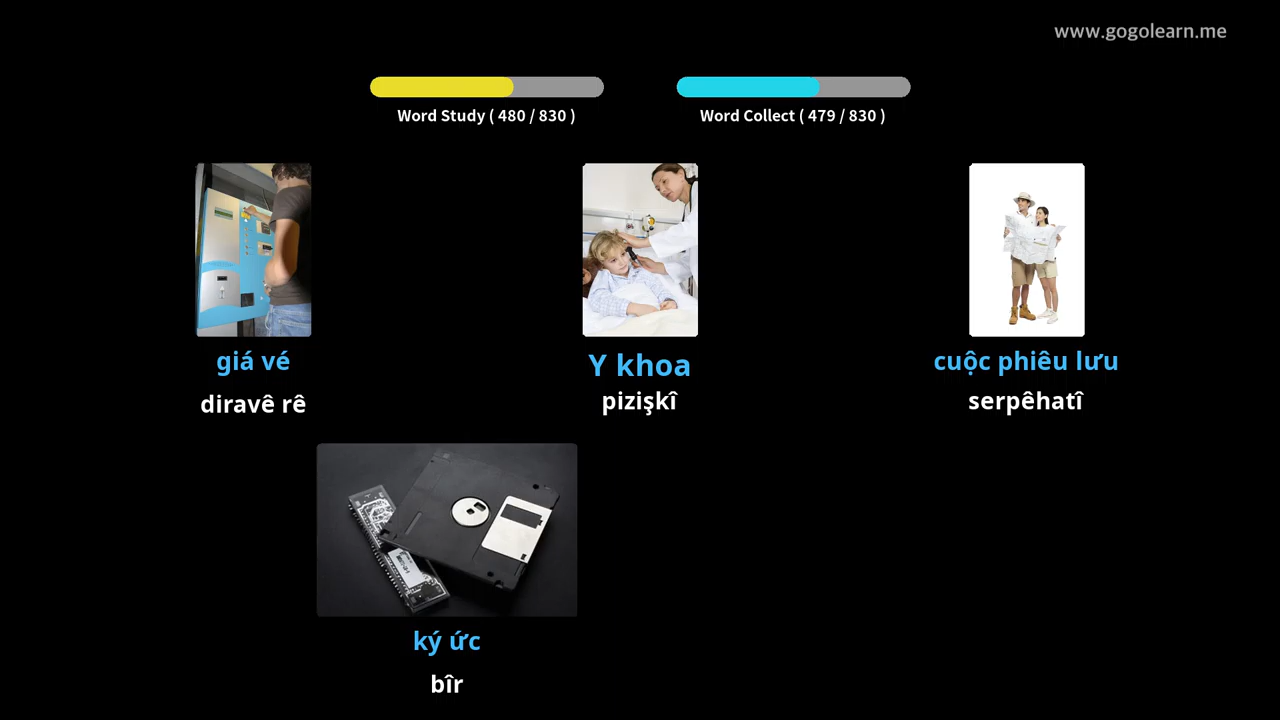 www.gogolearn.me
Word Study ( 480 / 830 )
Word Collect ( 479 / 830 )
giá vé
diravê rê
Y khoa
pizişkî
cuộc phiêu lưu
serpêhatî
ký ức
bîr